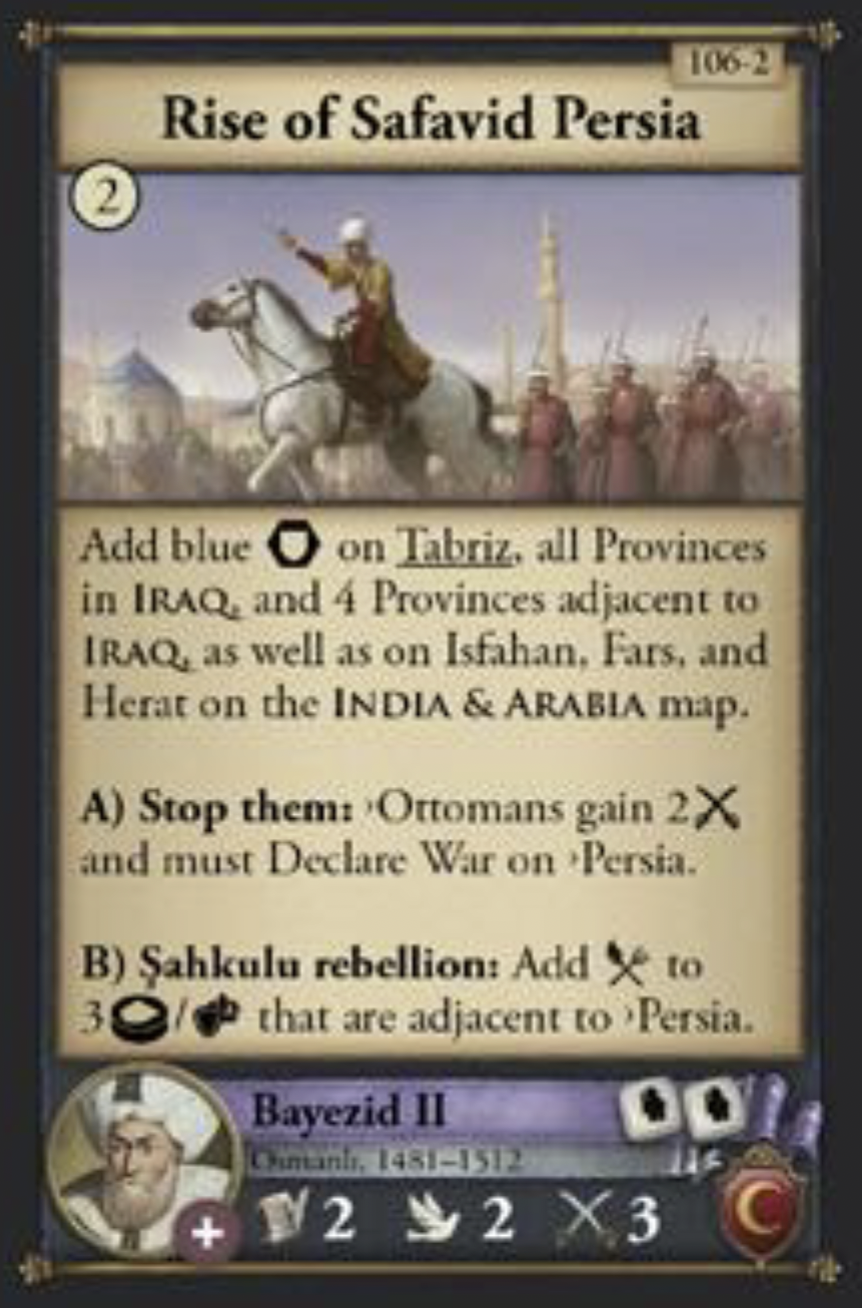 106-2
Rise of Safavid Persia
2
Add blue on Tabriz, all Provinces
in IRAQ, and 4 Provinces adjacent to
IRAQ, as well as on Isfahan, Fars, and
Herat on the INDIA & ARABIA map.
A) Stop them: ›Ottomans gain 2
and must Declare War on ›Persia.
B) Şahkulu rebellion: Add to
3 / that are adjacent to ›Persia.
Bayezid II
Osmanlı, 1481–1512
2 2 3